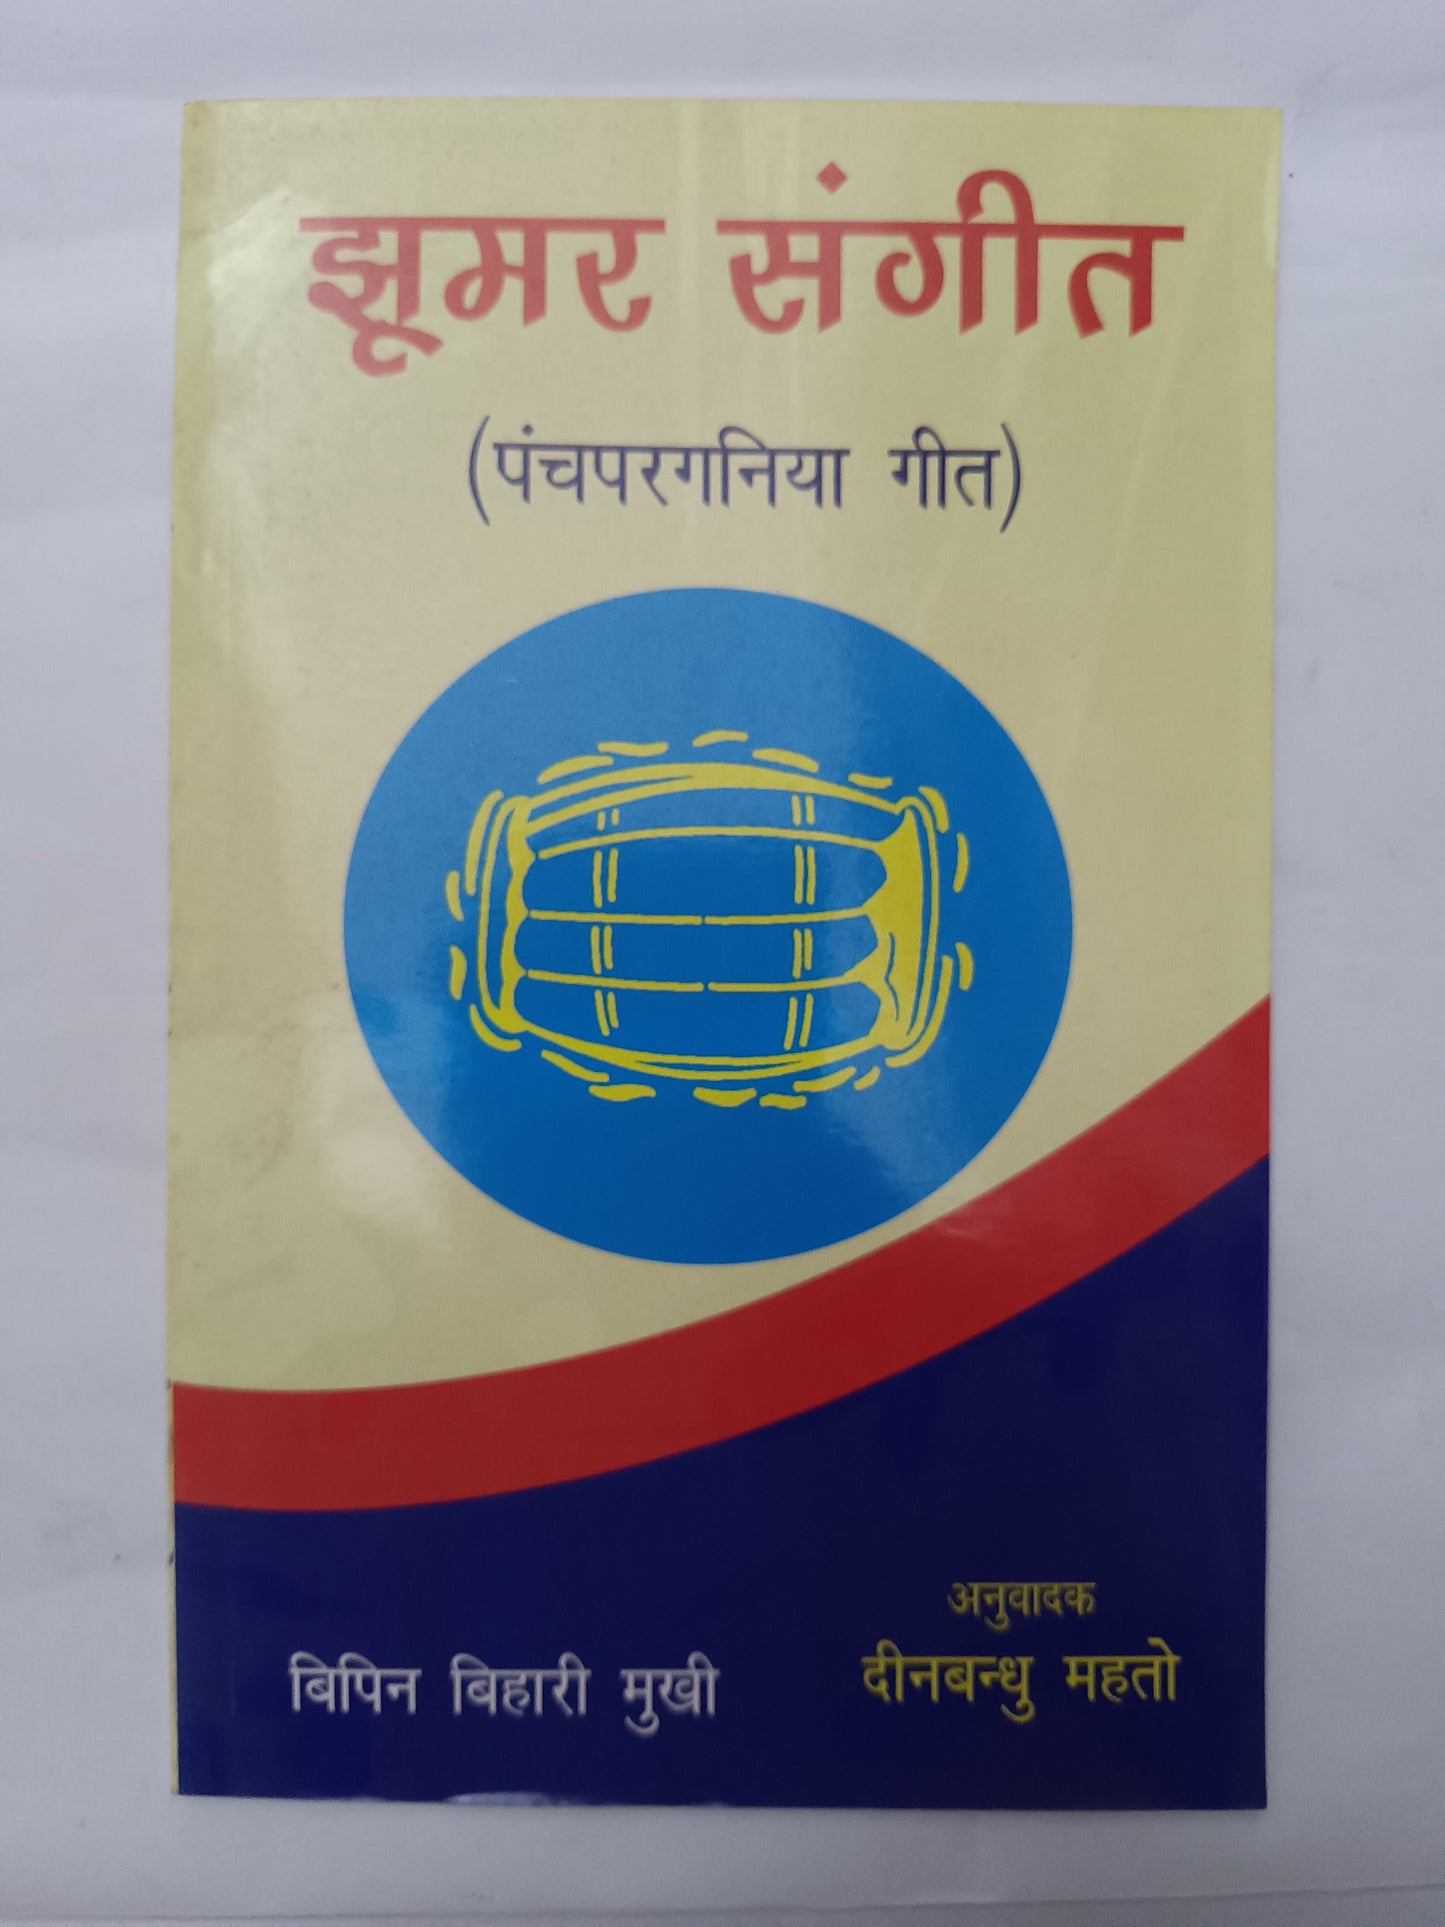 झूमर संगीत
(पंचपरगनिया गीत)
अनुवादक
बिपिन बिहारी मुखी
दीनबन्धु महतो